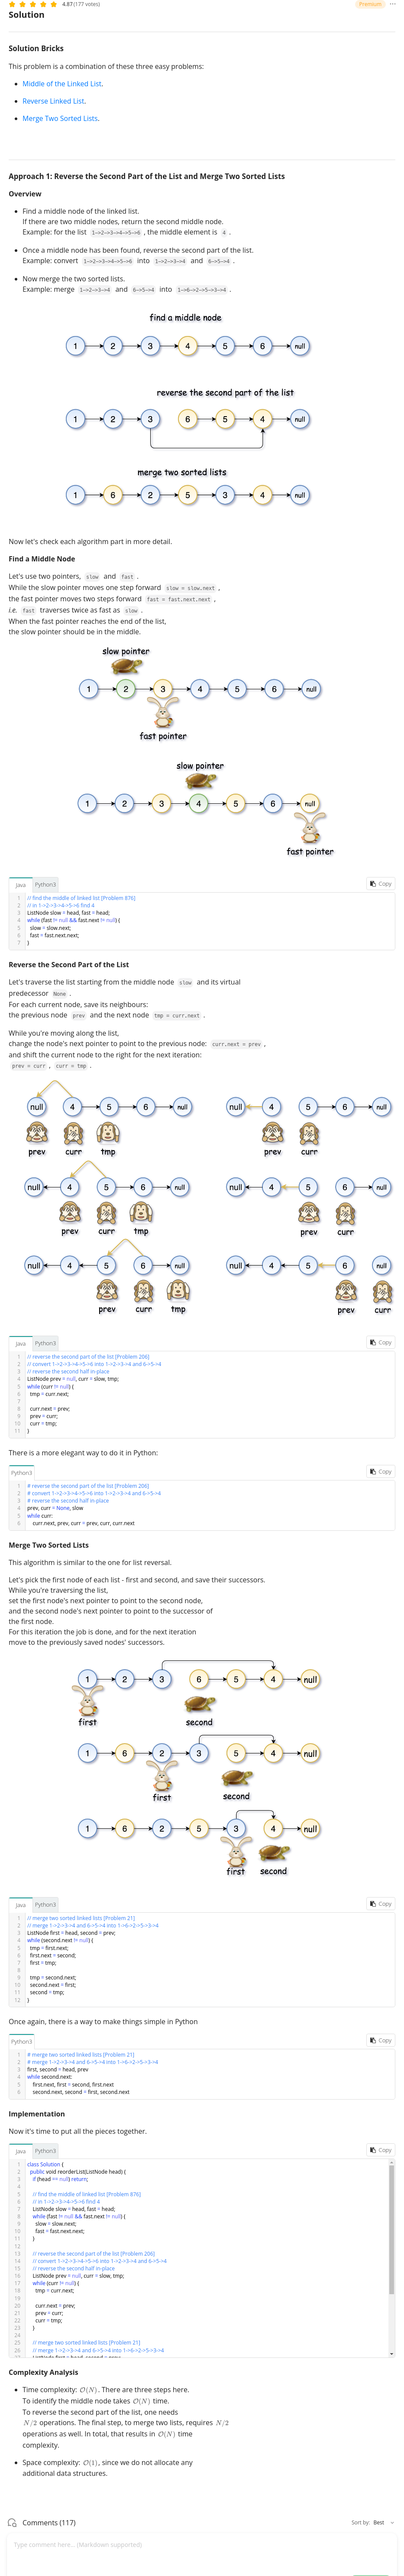 4.87 (177 votes)
Premium
Solution
Solution Bricks
This problem is a combination of these three easy problems:
Middle of the Linked List.
Reverse Linked List.
Merge Two Sorted Lists.
Approach 1: Reverse the Second Part of the List and Merge Two Sorted Lists
Overview
Find a middle node of the linked list.
If there are two middle nodes, return the second middle node.
Example: for the list 1->2->3->4->5->6 , the middle element is 4 .
Once a middle node has been found, reverse the second part of the list.
Example: convert 1->2->3->4->5->6 into 1->2->3->4 and 6->5->4 .
Now merge the two sorted lists.
Example: merge 1->2->3->4 and 6->5->4 into 1->6->2->5->3->4 .
find a middle node
1 2 3 4 5 6 null
reverse the second part of the list
1 2 3 6 5 4 null
merge two sorted lists
1 6 2 5 3 4 null
Now let's check each algorithm part in more detail.
Find a Middle Node
Let's use two pointers, slow and fast .
While the slow pointer moves one step forward slow = slow.next ,
the fast pointer moves two steps forward fast = fast.next.next ,
i.e. fast traverses twice as fast as slow .
When the fast pointer reaches the end of the list,
the slow pointer should be in the middle.
slow pointer
1 2 3 4 5 6 null
fast pointer
slow pointer
1 2 3 4 5 6 null
fast pointer
Java Python3 Copy
1 // find the middle of linked list [Problem 876]
2 // in 1->2->3->4->5->6 find 4
3 ListNode slow = head, fast = head;
4 while (fast != null && fast.next != null) {
5 slow = slow.next;
6 fast = fast.next.next;
7 }
Reverse the Second Part of the List
Let's traverse the list starting from the middle node slow and its virtual
predecessor None .
For each current node, save its neighbours:
the previous node prev and the next node tmp = curr.next .
While you're moving along the list,
change the node's next pointer to point to the previous node: curr.next = prev ,
and shift the current node to the right for the next iteration:
prev = curr , curr = tmp .
null 4 5 6 null
prev curr tmp
null 4 5 6 null
prev curr
null 4 5 6 null
prev curr tmp
null 4 5 6 null
prev curr
null 4 5 6 null
prev curr tmp
null 4 5 6 null
prev curr
Java Python3 Copy
1 // reverse the second part of the list [Problem 206]
2 // convert 1->2->3->4->5->6 into 1->2->3->4 and 6->5->4
3 // reverse the second half in-place
4 ListNode prev = null, curr = slow, tmp;
5 while (curr != null) {
6 tmp = curr.next;
7
8 curr.next = prev;
9 prev = curr;
10 curr = tmp;
11 }
There is a more elegant way to do it in Python:
Python3 Copy
1 # reverse the second part of the list [Problem 206]
2 # convert 1->2->3->4->5->6 into 1->2->3->4 and 6->5->4
3 # reverse the second half in-place
4 prev, curr = None, slow
5 while curr:
6 curr.next, prev, curr = prev, curr, curr.next
Merge Two Sorted Lists
This algorithm is similar to the one for list reversal.
Let's pick the first node of each list - first and second, and save their successors.
While you're traversing the list,
set the first node's next pointer to point to the second node,
and the second node's next pointer to point to the successor of
the first node.
For this iteration the job is done, and for the next iteration
move to the previously saved nodes' successors.
1 2 3 6 5 4 null
first second
1 6 2 3 5 4 null
first second
1 6 2 5 3 4 null
first second
Java Python3 Copy
1 // merge two sorted linked lists [Problem 21]
2 // merge 1->2->3->4 and 6->5->4 into 1->6->2->5->3->4
3 ListNode first = head, second = prev;
4 while (second.next != null) {
5 tmp = first.next;
6 first.next = second;
7 first = tmp;
8
9 tmp = second.next;
10 second.next = first;
11 second = tmp;
12 }
Once again, there is a way to make things simple in Python
Python3 Copy
1 # merge two sorted linked lists [Problem 21]
2 # merge 1->2->3->4 and 6->5->4 into 1->6->2->5->3->4
3 first, second = head, prev
4 while second.next:
5 first.next, first = second, first.next
6 second.next, second = first, second.next
Implementation
Now it's time to put all the pieces together.
Java Python3 Copy
1 class Solution {
2 public void reorderList(ListNode head) {
3 if (head == null) return;
4
5 // find the middle of linked list [Problem 876]
6 // in 1->2->3->4->5->6 find 4
7 ListNode slow = head, fast = head;
8 while (fast != null && fast.next != null) {
9 slow = slow.next;
10 fast = fast.next.next;
11 }
12
13 // reverse the second part of the list [Problem 206]
14 // convert 1->2->3->4->5->6 into 1->2->3->4 and 6->5->4
15 // reverse the second half in-place
16 ListNode prev = null, curr = slow, tmp;
17 while (curr != null) {
18 tmp = curr.next;
19
20 curr.next = prev;
21 prev = curr;
22 curr = tmp;
23 }
24
25 // merge two sorted linked lists [Problem 21]
26 // merge 1->2->3->4 and 6->5->4 into 1->6->2->5->3->4
Complexity Analysis
Time complexity: O(N). There are three steps here.
To identify the middle node takes O(N) time.
To reverse the second part of the list, one needs
N/2 operations. The final step, to merge two lists, requires N/2
operations as well. In total, that results in O(N) time
complexity.
Space complexity: O(1), since we do not allocate any
additional data structures.
Comments (117)
Sort by: Best
Type comment here... (Markdown supported)